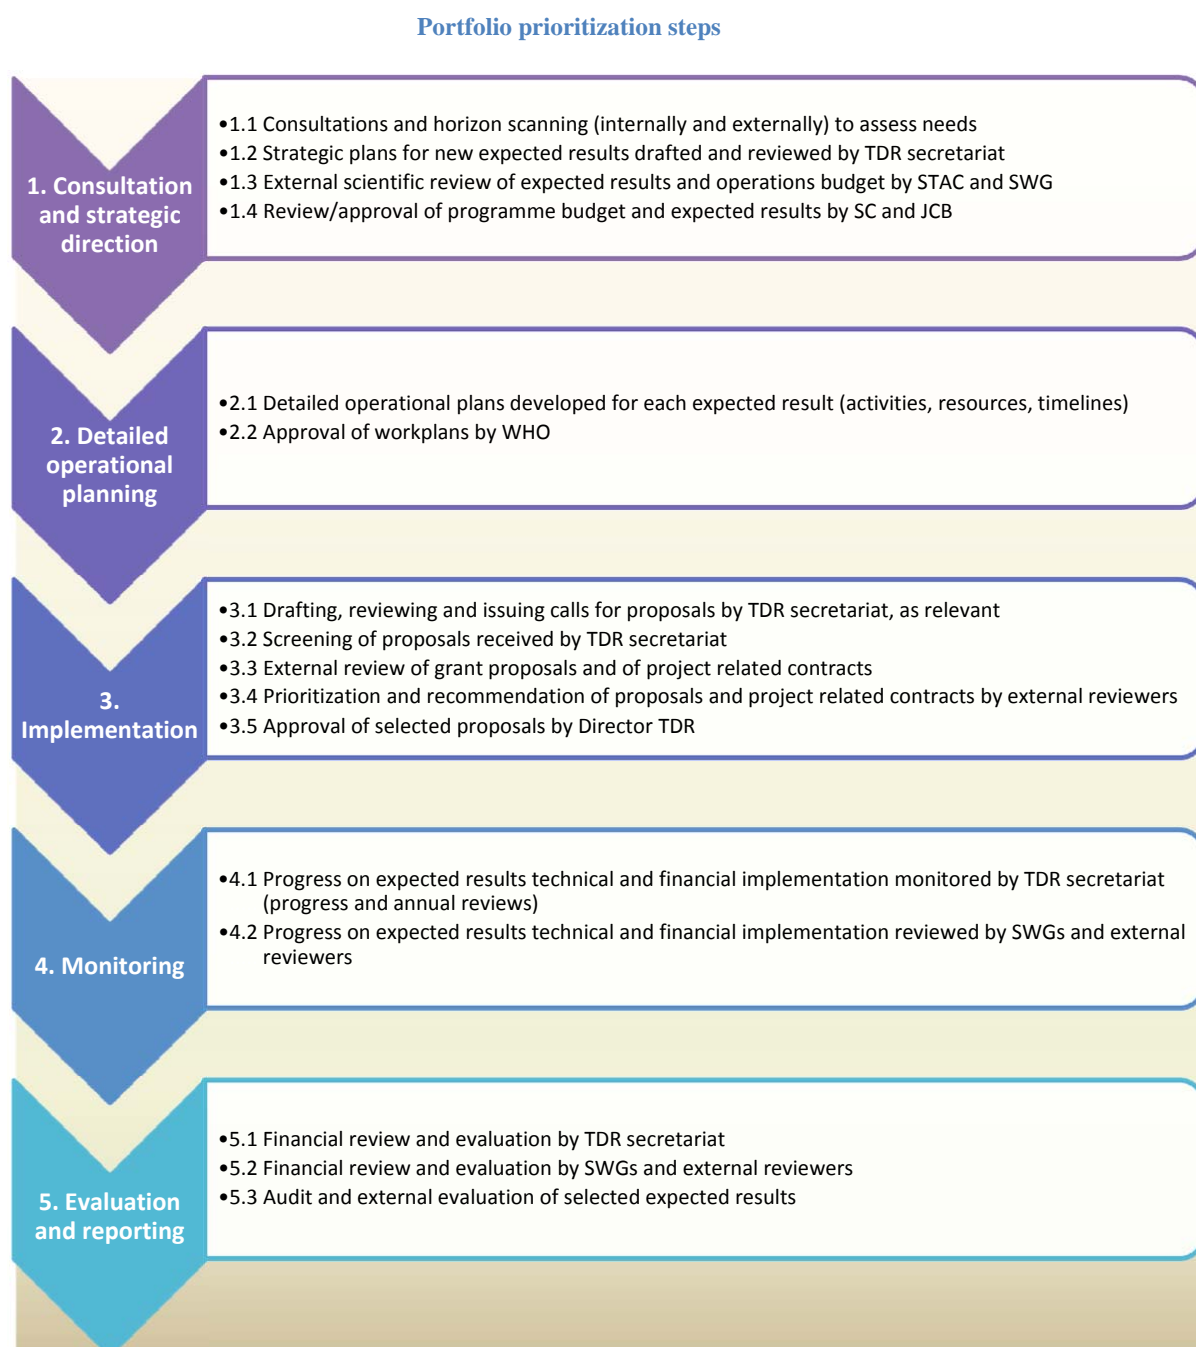 Portfolio prioritization steps
1. Consultation
and strategic
direction
•1.1 Consultations and horizon scanning (internally and externally) to assess needs
•1.2 Strategic plans for new expected results drafted and reviewed by TDR secretariat
•1.3 External scientific review of expected results and operations budget by STAC and SWG
•1.4 Review/approval of programme budget and expected results by SC and JCB
2. Detailed
operational
planning
•2.1 Detailed operational plans developed for each expected result (activities, resources, timelines)
•2.2 Approval of workplans by WHO
3.
Implementation
•3.1 Drafting, reviewing and issuing calls for proposals by TDR secretariat, as relevant
•3.2 Screening of proposals received by TDR secretariat
•3.3 External review of grant proposals and of project related contracts
•3.4 Prioritization and recommendation of proposals and project related contracts by external reviewers
•3.5 Approval of selected proposals by Director TDR
4. Monitoring
•4.1 Progress on expected results technical and financial implementation monitored by TDR secretariat
(progress and annual reviews)
•4.2 Progress on expected results technical and financial implementation reviewed by SWGs and external
reviewers
5. Evaluation
and reporting
•5.1 Financial review and evaluation by TDR secretariat
•5.2 Financial review and evaluation by SWGs and external reviewers
•5.3 Audit and external evaluation of selected expected results